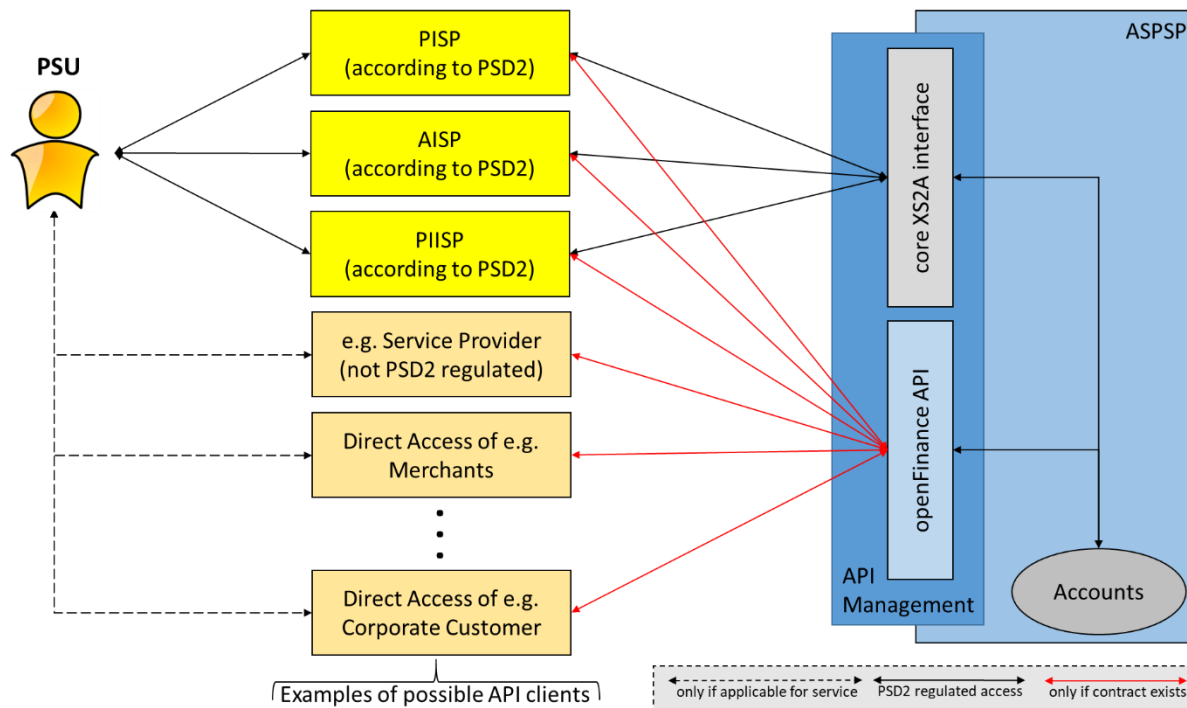 PSU
PISP
(according to PSD2)
AISP
(according to PSD2)
PIISP
(according to PSD2)
e.g. Service Provider
(not PSD2 regulated)
Direct Access of e.g.
Merchants
Direct Access of e.g.
Corporate Customer
Examples of possible API clients
ASPSP
core XS2A interface
openFinance API
API
Management
Accounts
only if applicable for service
PSD2 regulated access
only if contract exists